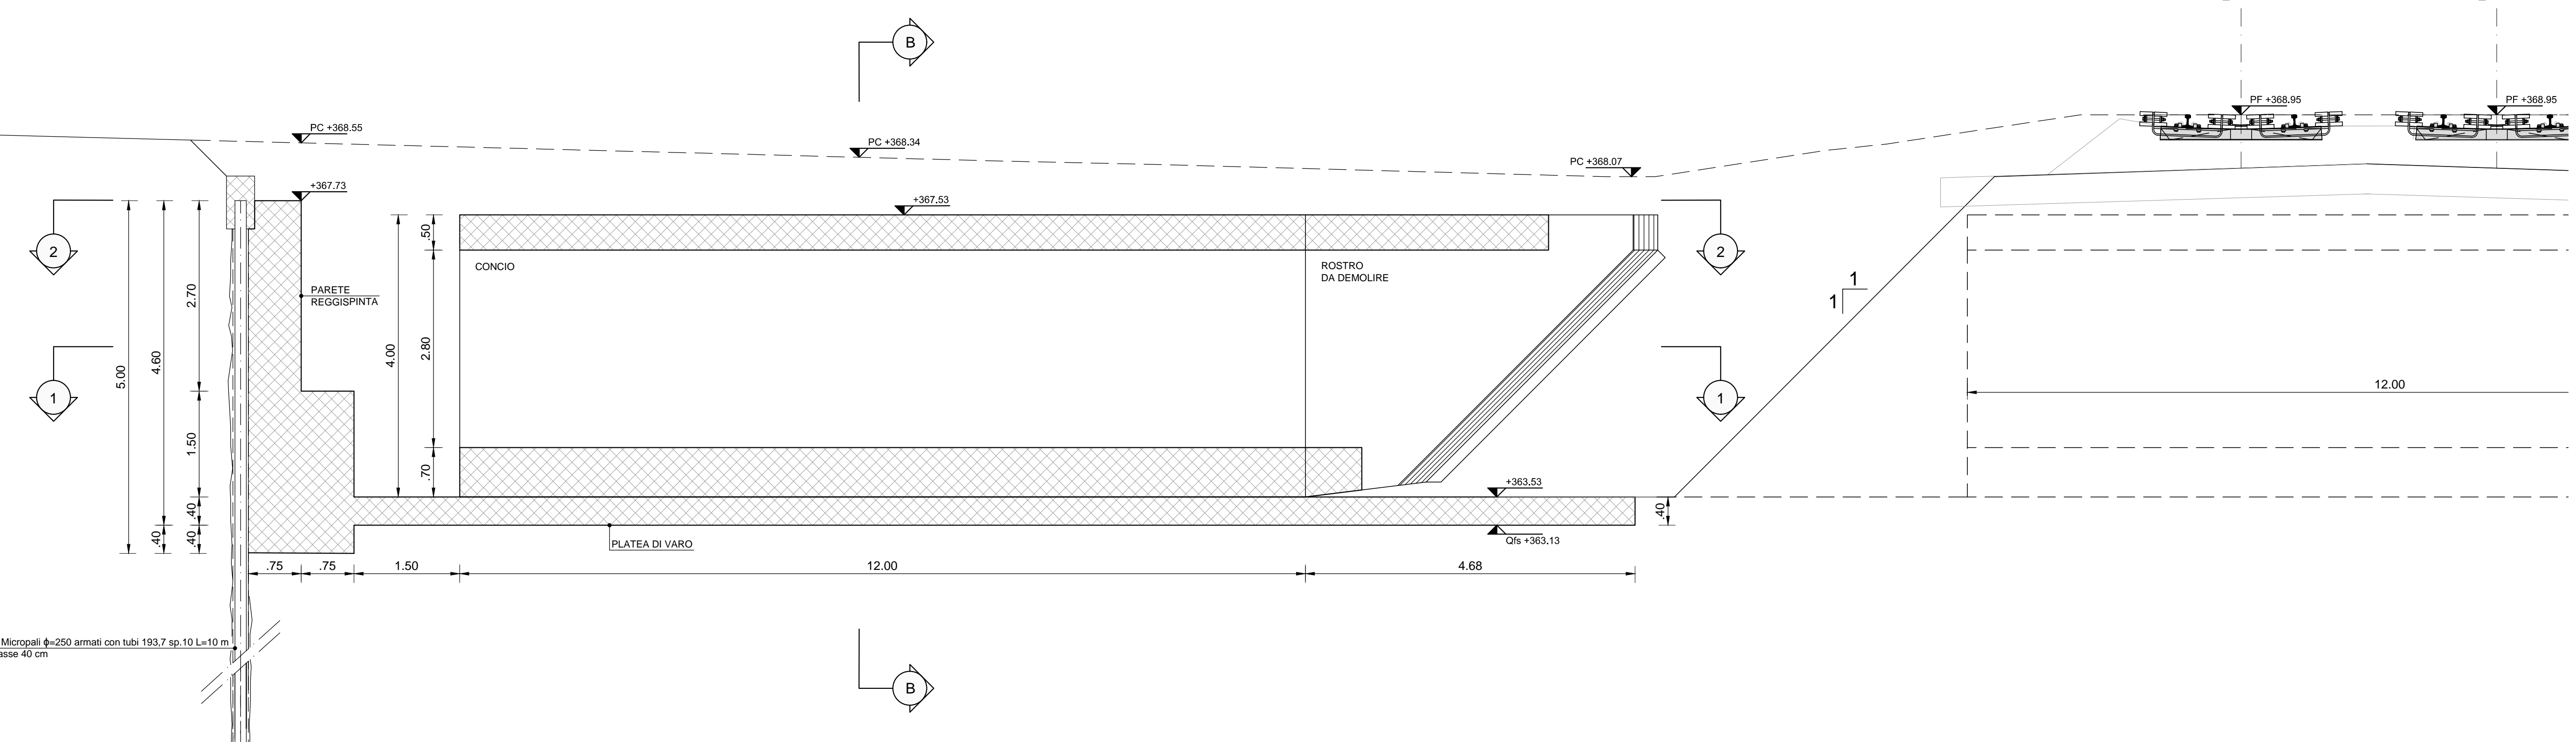 B
PF +368.95
PF +368.95
PC +368.55
PC +368.34
PC +368.07
+367.73
+367.53
2
2
.50
CONCIO
ROSTRO
DA DEMOLIRE
PARETE
REGGISPINTA
2.70
1
1
4.00
2.80
4.60
5.00
12.00
1
1
1.50
.70
+363.53
.40
.40
.40
.40
PLATEA DI VARO
Qfs +363.13
.75
.75
1.50
12.00
4.68
Micropali ϕ=250 armati con tubi 193,7 sp.10 L=10 m
asse 40 cm
B